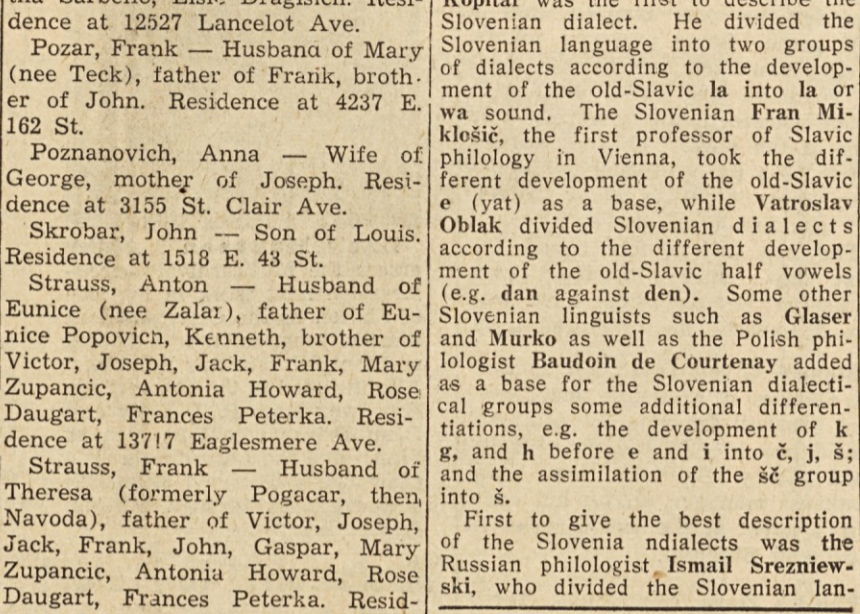 dence at 12527 Lancelot Ave.
Pozar, Frank — Husband of Mary
(nee Teck), father of Frank, broth-
er of John. Residence at 4237 E.
162 St.
Poznanovich, Anna — Wife of
George, mother of Joseph. Resi-
dence at 3155 St. Clair Ave.
Skrobar, John — Son of Louis.
Residence at 1518 E. 43 St.
Strauss, Anton — Husband of
Eunice (nee Zalar), father of Eu-
nice Popovich, Kenneth, brother of
Victor, Joseph, Jack, Frank, Mary
Zupancic, Antonia Howard, Rose
Daugart, Frances Peterka. Resi-
dence at 137!7 Eaglesmere Ave.
Strauss, Frank — Husband of
Theresa (formerly Pogacar, then,
Navoda), father of Victor, Joseph,
Jack, Frank, John, Gaspar, Mary
Zupancic, Antonia Howard, Rose
Daugart, Frances Peterka. Resid-
Kopitar was the first to describe the
Slovenian dialect. He divided the
Slovenian language into two groups
of dialects according to the develop-
ment of the old-Slavic la into la or
wa sound. The Slovenian Fran Mi-
klošič, the first professor of Slavic
philology in Vienna, took the dif-
ferent development of the old-Slavic
e (yat) as a base, while Vatroslav
Oblak divided Slovenian dialects
according to the different develop-
ment of the old-Slavic half vowels
(e.g. dan against den). Some other
Slovenian linguists such as Glaser
and Murko as well as the Polish phi-
lologist Baudoin de Courtenay added
as a base for the Slovenian dialecti-
cal groups some additional differen-
tiations, e.g. the development of k
g, and h before e and i into č, j, š;
and the assimilation of the šč group
into š.
First to give the best description
of the Slovenia ndialects was the
Russian philologist Ismail Srezniew-
ski, who divided the Slovenian lan-